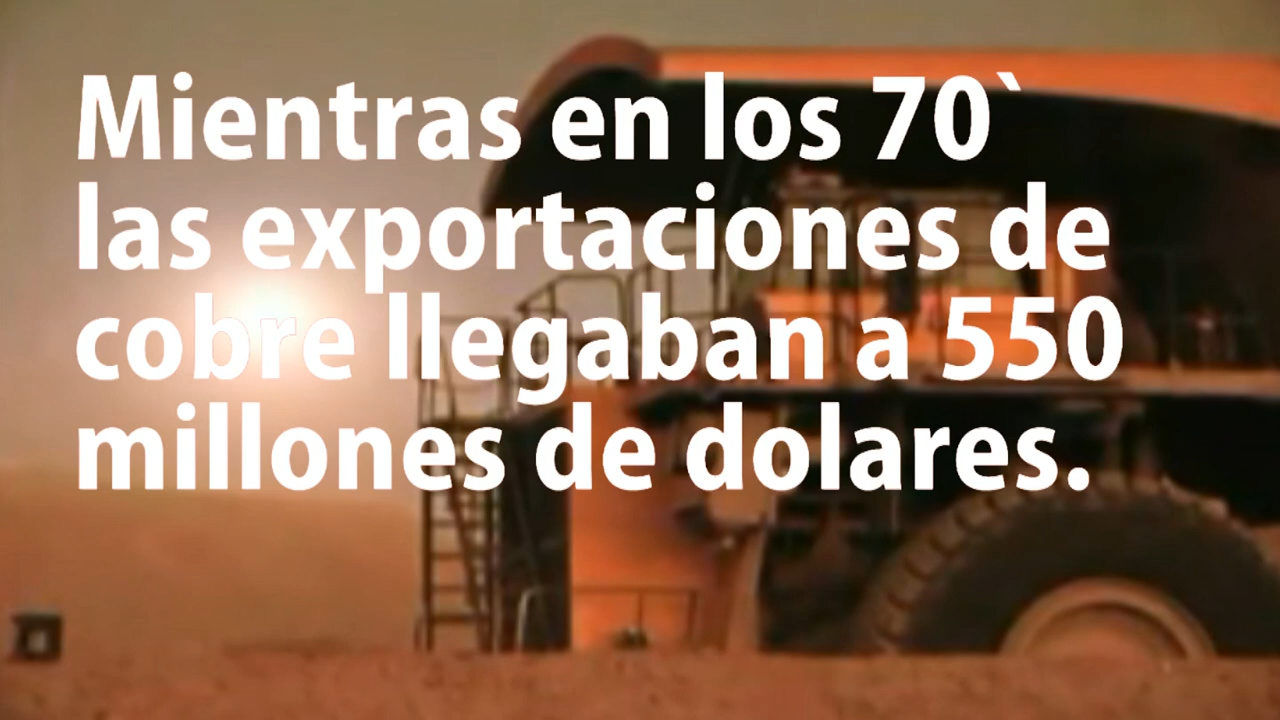 Mientras en los 70`
las exportaciones de
cobre llegaban a 550
millones de dolares.